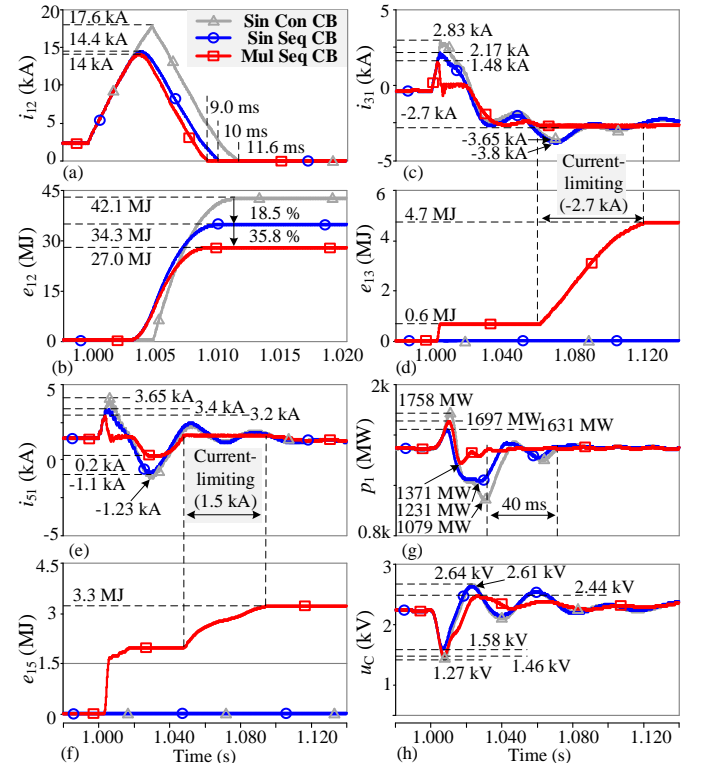 Sin Con CB
Sin Seq CB
Mul Seq CB
20
15
10
5
0
i12 (kA)
17.6 kA
14.4 kA
14 kA
9.0 ms
10 ms
11.6 ms
(a)
5
0
-5
i31 (kA)
2.83 kA
2.17 kA
1.48 kA
-2.7 kA
-3.65 kA
-3.8 kA
(c)
Current-
limiting
(-2.7 kA)
45
30
15
0
e12 (MJ)
42.1 MJ
34.3 MJ
27.0 MJ
18.5 %
35.8 %
(b)
1.000
1.005
1.010
1.015
1.020
6
4
2
0
e13 (MJ)
4.7 MJ
0.6 MJ
(d)
1.000
1.040
1.080
1.120
5
0
-5
i51 (kA)
3.65 kA
3.4 kA
3.2 kA
0.2 kA
-1.1 kA
-1.23 kA
Current-
limiting
(1.5 kA)
(e)
2k
0.8k
p1 (MW)
1758 MW
1697 MW
1631 MW
1371 MW
1231 MW
1079 MW
40 ms
(g)
4.5
3
1.5
0
e15 (MJ)
3.3 MJ
(f)
1.000
1.040
1.080
1.120
Time (s)
3
2
1
uC (kV)
2.64 kV
2.61 kV
2.44 kV
1.58 kV
1.46 kV
1.27 kV
(h)
1.000
1.040
1.080
1.120
Time (s)